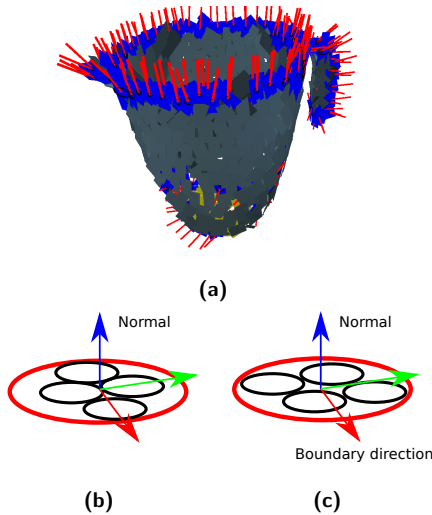 (a)
Normal
Normal
Boundary direction
(b)
(c)